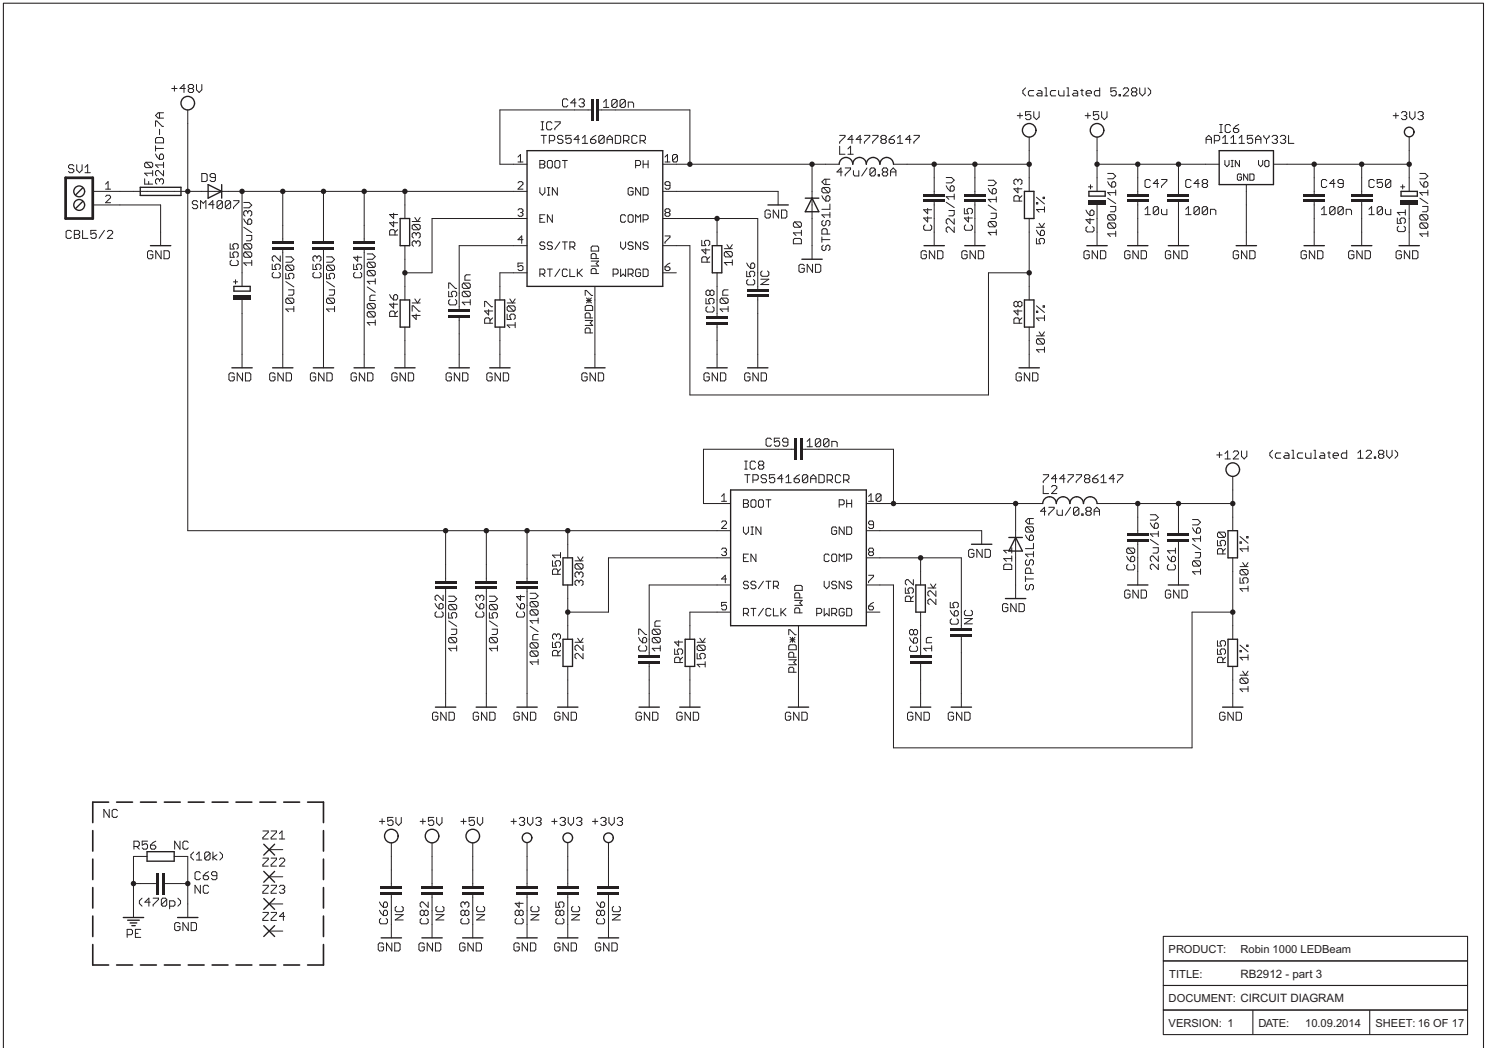 +48V
F10
3216TD-7A
SV1
1
2
CBL5/2
GND
D9
SM4007
C55
100u/63V
+
GND
C52
10u/50V
GND
C53
10u/50V
GND
C54
100n/100V
GND
R44
330k
R46
47k
GND
C57
100n
GND
R47
150k
GND
C43
100n
IC7
TPS54160ADRCR
1 BOOT
PH 10
2 VIN
GND 9
3 EN
COMP 8
4 SS/TR
VSNS 7
5 RT/CLK
PWRGD 6
PWPD
PWPD*7
GND
GND
R45
10k
C58
10n
GND
C56
NC
GND
D10
STPS1L60A
GND
7447786147
L1
47u/0.8A
C44
22u/16V
GND
C45
10u/16V
GND
(calculated 5.28V)
+5V
R43
56k 1%
R48
10k 1%
GND
+5V
C46
100u/16V
+
GND
C47
10u
GND
C48
100n
GND
IC6
AP1115AY33L
VIN
VO
GND
GND
C49
100n
GND
C50
10u
GND
+3V3
C51
100u/16V
+
GND
C59
100n
IC8
TPS54160ADRCR
1 BOOT
PH 10
2 VIN
GND 9
3 EN
COMP 8
4 SS/TR
VSNS 7
5 RT/CLK
PWRGD 6
PWPD
PWPD*7
GND
GND
C62
10u/50V
GND
C63
10u/50V
GND
C64
100n/100V
GND
R51
330k
R53
22k
GND
C67
100n
GND
R54
150k
GND
R52
22k
C68
1n
GND
C65
NC
GND
D11
STPS1L60A
GND
7447786147
L2
47u/0.8A
C60
22u/16V
GND
C61
10u/16V
GND
+12V
(calculated 12.8V)
R50
150k 1%
R55
10k 1%
GND
NC
R56
NC
(10k)
C69
NC
(470p)
PE
GND
ZZ1
ZZ2
ZZ3
ZZ4
+5V
C66
NC
GND
+5V
C82
NC
GND
+5V
C83
NC
GND
+3V3
C84
NC
GND
+3V3
C85
NC
GND
+3V3
C86
NC
GND
PRODUCT: Robin 1000 LEDBeam
TITLE: RB2912 - part 3
DOCUMENT: CIRCUIT DIAGRAM
VERSION: 1 DATE: 10.09.2014 SHEET: 16 OF 17